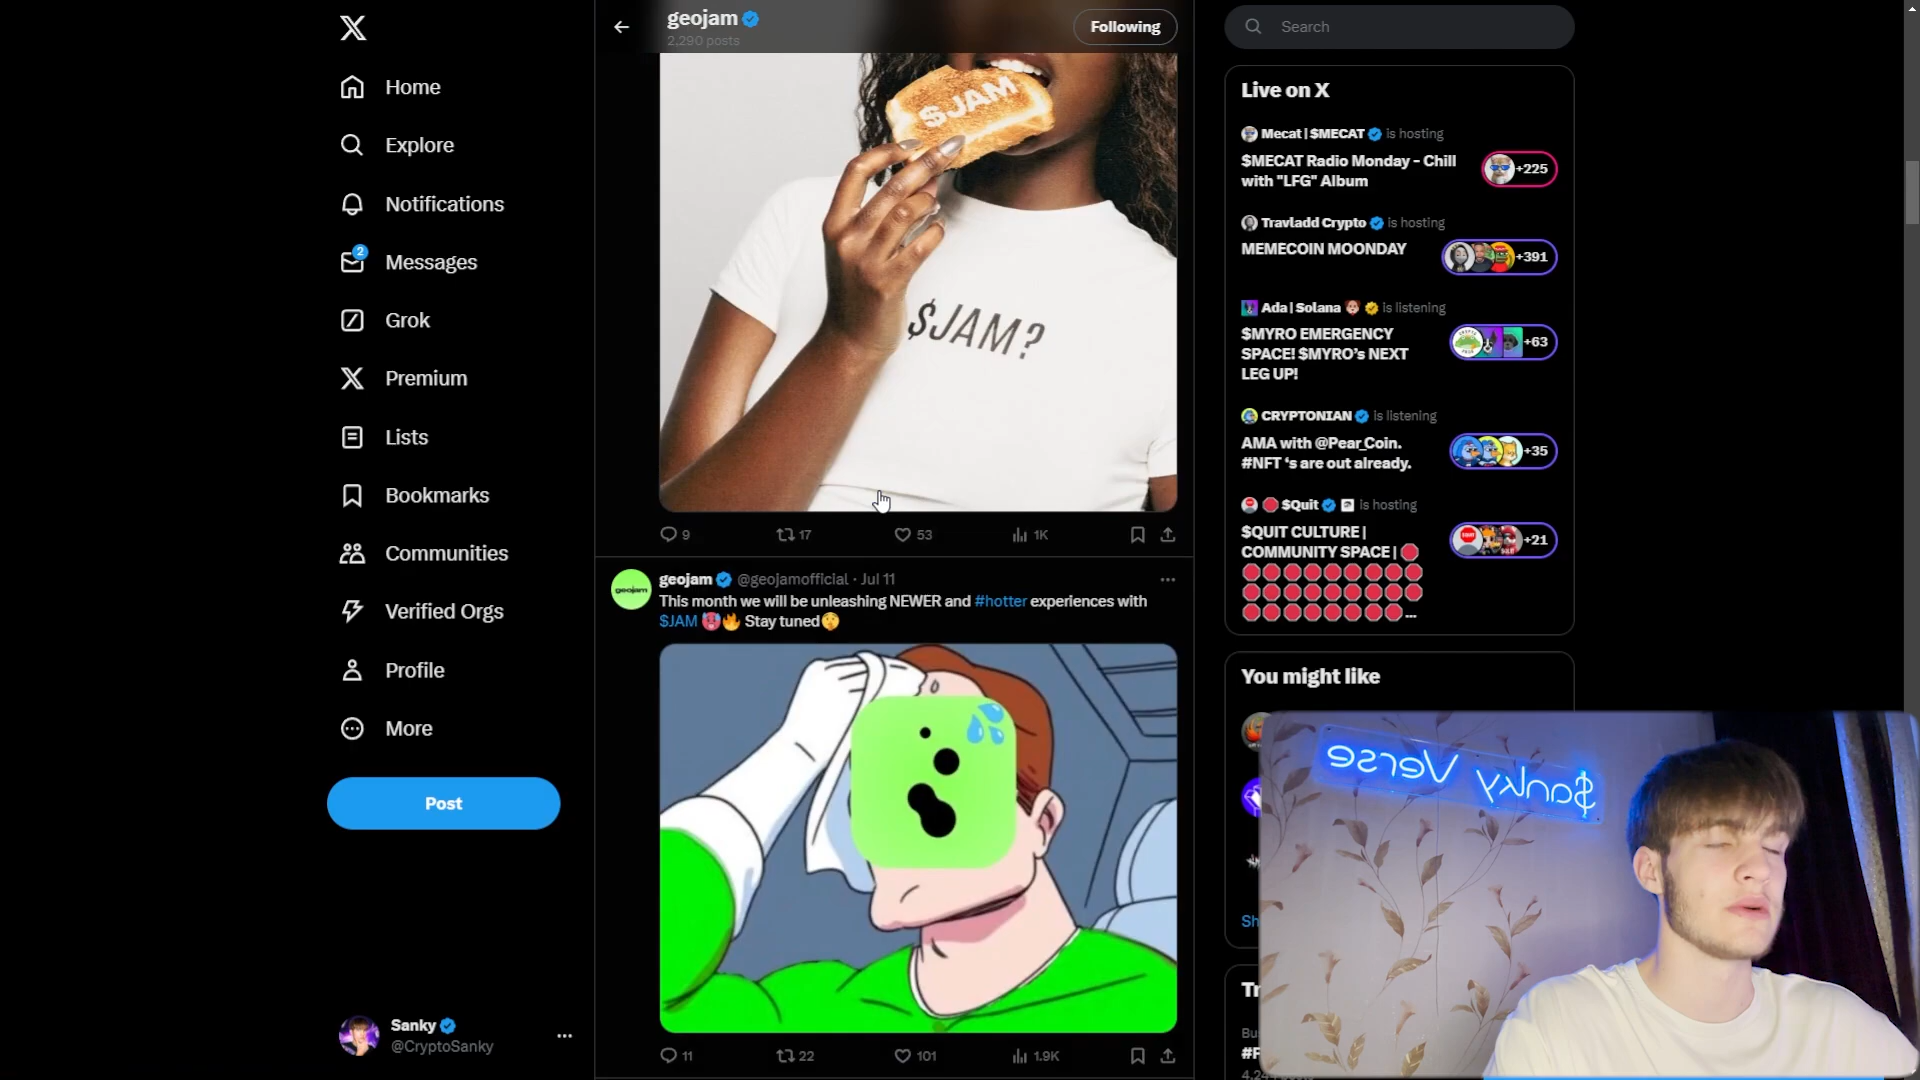 Home
Explore
Notifications
2
Messages
Grok
Premium
Lists
Bookmarks
Communities
Verified Orgs
Profile
More
Post
Sanky
@CryptoSanky
geojam
2,290 posts
Following
$JAM
$JAM?
9
17
53
1K
geojam
geojam @geojamofficial · Jul 11
This month we will be unleashing NEWER and #hotter experiences with
$JAM 🥵🔥 Stay tuned🤫
11
22
101
1.9K
Search
Live on X
Mecat | $MECAT is hosting
$MECAT Radio Monday - Chill
with "LFG" Album
+225
Travladd Crypto is hosting
MEMECOIN MOONDAY
+391
Ada | Solana is listening
$MYRO EMERGENCY
SPACE! $MYRO’s NEXT
LEG UP!
+63
CRYPTONIAN is listening
AMA with @Pear_Coin.
#NFT ‘s are out already.
+35
🛑 $Quit is hosting
$QUIT CULTURE |
COMMUNITY SPACE | 🛑
🛑🛑🛑🛑🛑🛑🛑🛑🛑
🛑🛑🛑🛑🛑🛑🛑🛑🛑
🛑🛑🛑🛑🛑🛑🛑🛑...
+21
You might like
Sh
$anky Verse